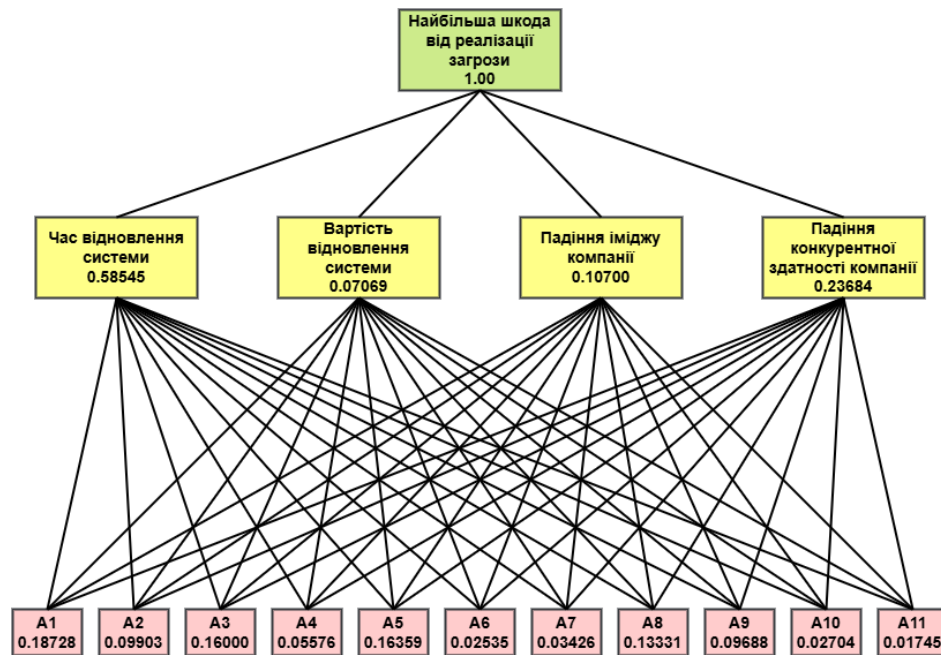 Найбільша шкода
від реалізації
загрози
1.00
Час відновлення
системи
0.58545
Вартість
відновлення
системи
0.07069
Падіння іміджу
компанії
0.10700
Падіння
конкурентної
здатності компанії
0.23684
A1
0.18728
A2
0.09903
A3
0.16000
A4
0.05576
A5
0.16359
A6
0.02535
A7
0.03426
A8
0.13331
A9
0.09688
A10
0.02704
A11
0.01745